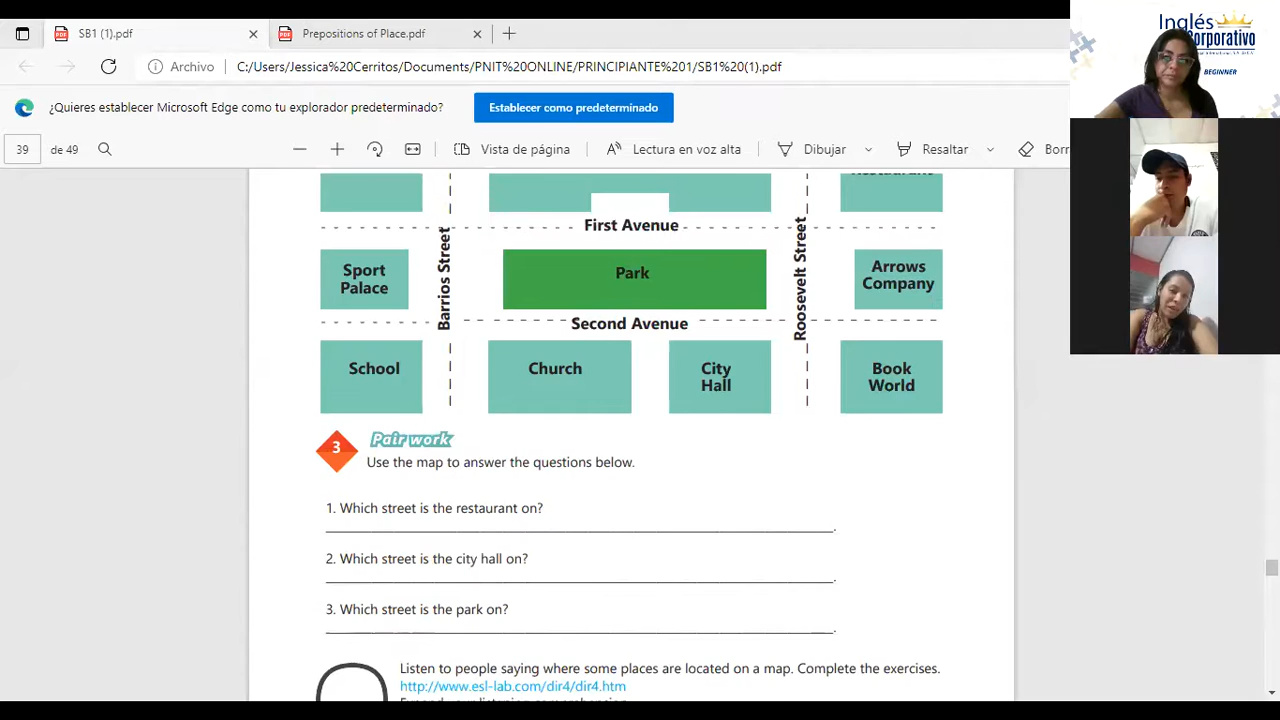 SB1 (1).pdf
Prepositions of Place.pdf
Archivo
C:/Users/Jessica%20Cerritos/Documents/PNFT%20ONLINE/PRINCIPIANTE%201/SB1%20(1).pdf
¿Quieres establecer Microsoft Edge como tu explorador predeterminado?
Establecer como predeterminado
39
de 49
Vista de página
Lectura en voz alta
Dibujar
Resaltar
Borr
Inglés
Corporativo
BEGINNER
Restaurant
First Avenue
Barrios Street
Roosevelt Street
Sport
Palace
Park
Arrows
Company
Second Avenue
School
Church
City
Hall
Book
World
3
Pair work
Use the map to answer the questions below.
1. Which street is the restaurant on?
2. Which street is the city hall on?
3. Which street is the park on?
Listen to people saying where some places are located on a map. Complete the exercises.
http://www.esl-lab.com/dir4/dir4.htm